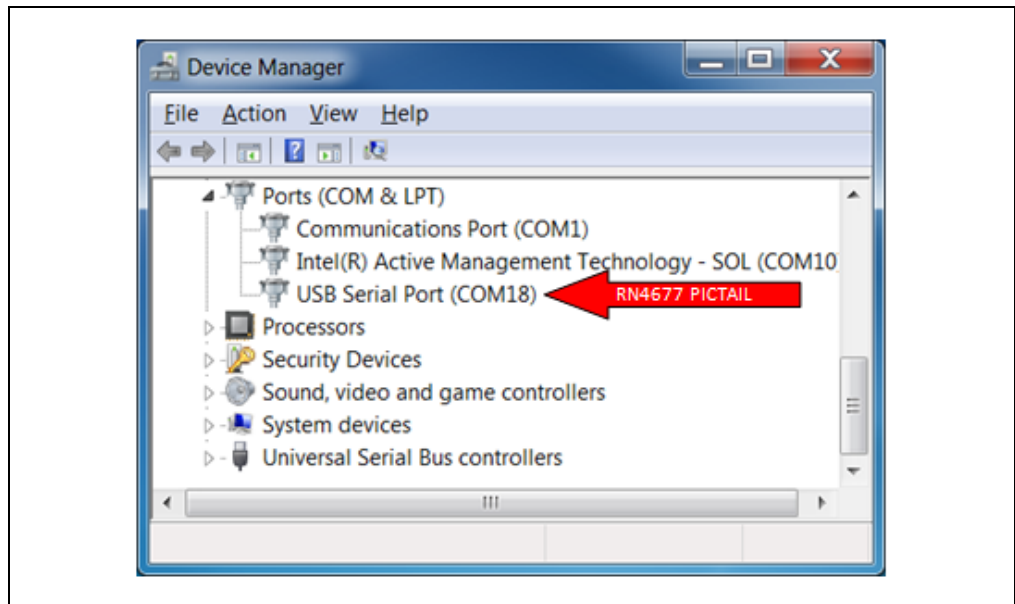 Device Manager
File Action View Help
Ports (COM & LPT)
Communications Port (COM1)
Intel(R) Active Management Technology - SOL (COM10
USB Serial Port (COM18) RN4677 PICTAIL
Processors
Security Devices
Sound, video and game controllers
System devices
Universal Serial Bus controllers